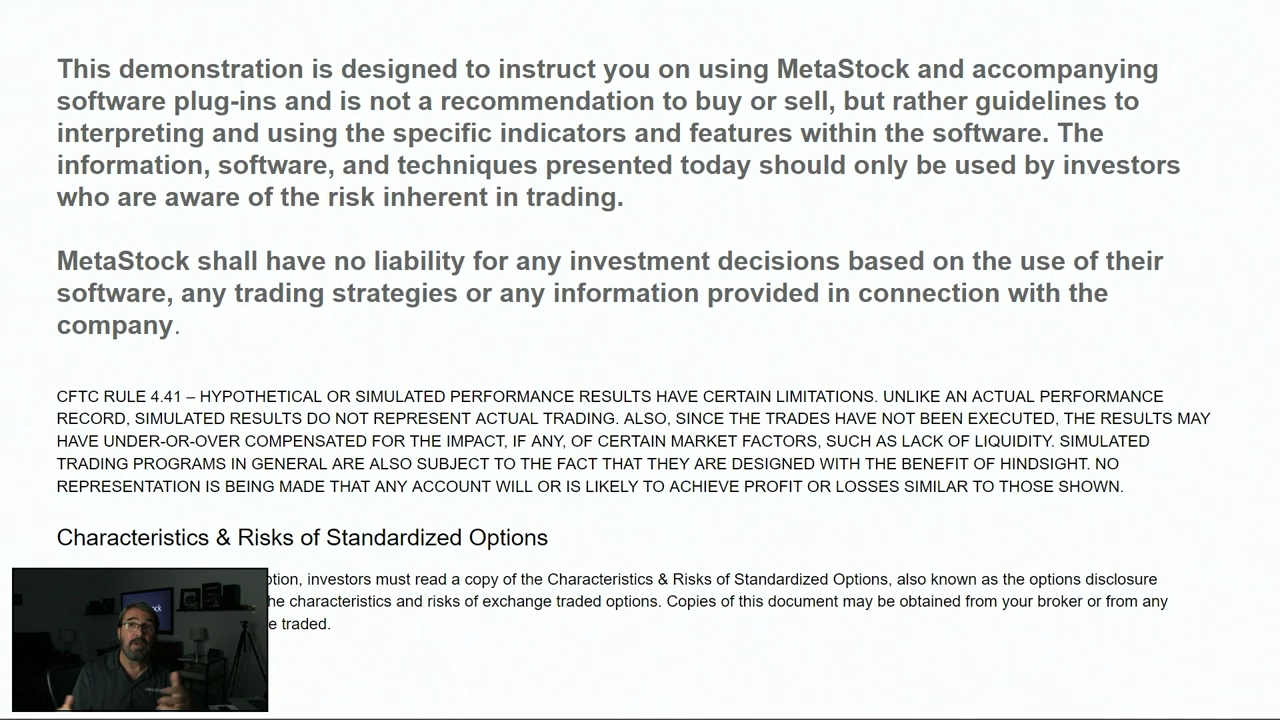 This demonstration is designed to instruct you on using MetaStock and accompanying
software plug-ins and is not a recommendation to buy or sell, but rather guidelines to
interpreting and using the specific indicators and features within the software. The
information, software, and techniques presented today should only be used by investors
who are aware of the risk inherent in trading.
MetaStock shall have no liability for any investment decisions based on the use of their
software, any trading strategies or any information provided in connection with the
company.
CFTC RULE 4.41 – HYPOTHETICAL OR SIMULATED PERFORMANCE RESULTS HAVE CERTAIN LIMITATIONS. UNLIKE AN ACTUAL PERFORMANCE
RECORD, SIMULATED RESULTS DO NOT REPRESENT ACTUAL TRADING. ALSO, SINCE THE TRADES HAVE NOT BEEN EXECUTED, THE RESULTS MAY
HAVE UNDER-OR-OVER COMPENSATED FOR THE IMPACT, IF ANY, OF CERTAIN MARKET FACTORS, SUCH AS LACK OF LIQUIDITY. SIMULATED
TRADING PROGRAMS IN GENERAL ARE ALSO SUBJECT TO THE FACT THAT THEY ARE DESIGNED WITH THE BENEFIT OF HINDSIGHT. NO
REPRESENTATION IS BEING MADE THAT ANY ACCOUNT WILL OR IS LIKELY TO ACHIEVE PROFIT OR LOSSES SIMILAR TO THOSE SHOWN.
Characteristics & Risks of Standardized Options
investors must read a copy of the Characteristics & Risks of Standardized Options, also known as the options disclosure
characteristics and risks of exchange traded options. Copies of this document may be obtained from your broker or from any
traded.